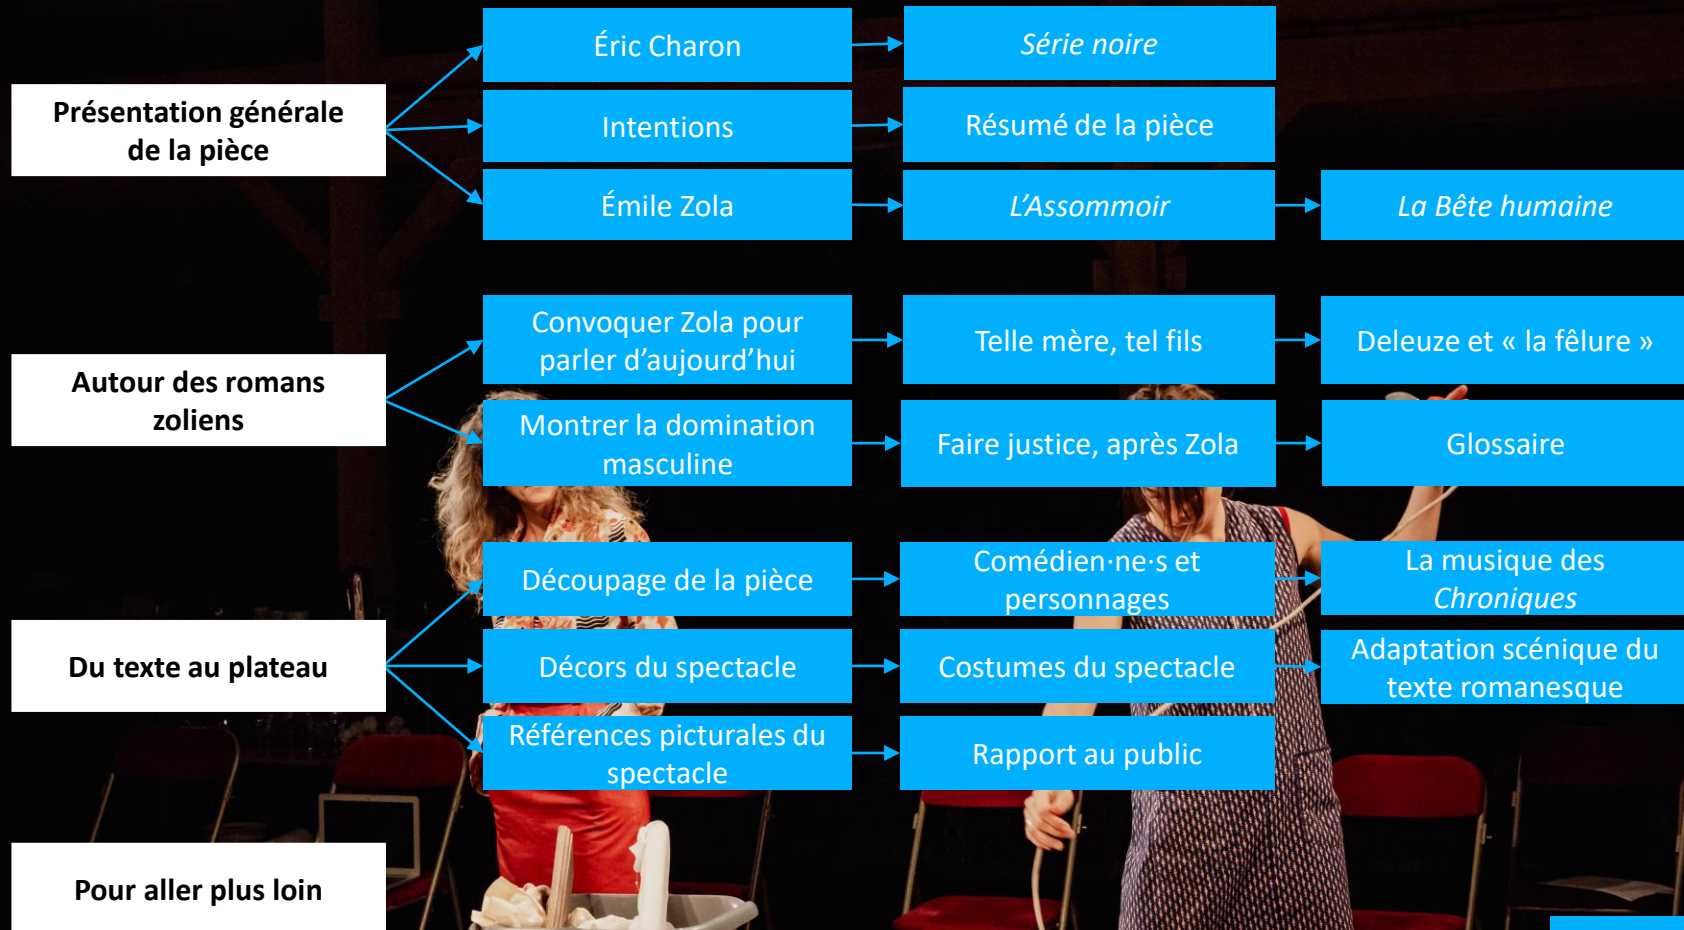 Présentation générale
de la pièce
Éric Charon
Série noire
Intentions
Résumé de la pièce
Émile Zola
L'Assommoir
La Bête humaine
Autour des romans
zoliens
Convoquer Zola pour
parler d'aujourd'hui
Telle mère, tel fils
Deleuze et « la fêlure »
Montrer la domination
masculine
Faire justice, après Zola
Glossaire
Du texte au plateau
Découpage de la pièce
Comédien·ne·s et
personnages
La musique des
Chroniques
Décors du spectacle
Costumes du spectacle
Adaptation scénique du
texte romanesque
Références picturales du
spectacle
Rapport au public
Pour aller plus loin